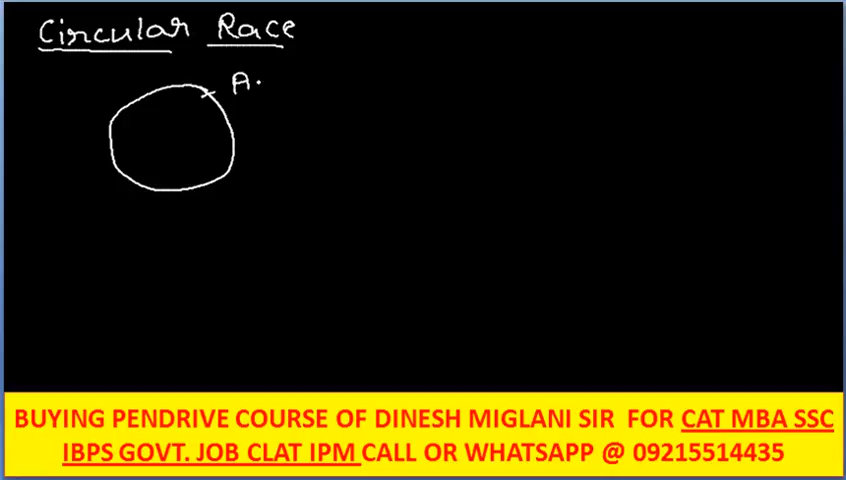 Circular Race
A.
BUYING PENDRIVE COURSE OF DINESH MIGLANI SIR FOR CAT MBA SSC
IBPS GOVT. JOB CLAT IPM CALL OR WHATSAPP @ 09215514435